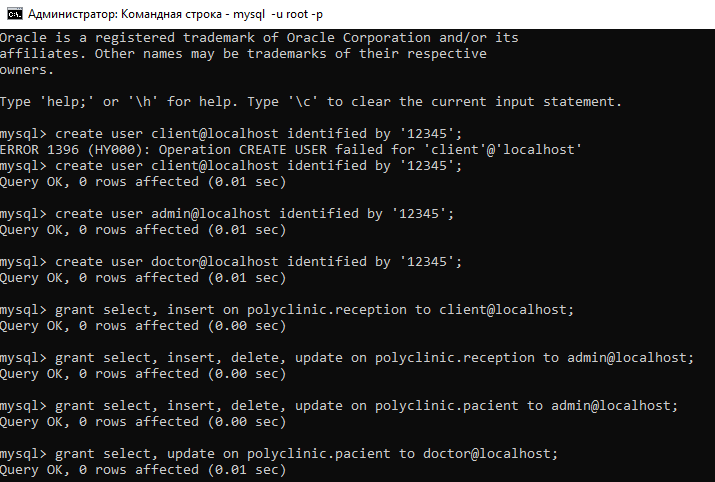 Администратор: Командная строка - mysql -u root -p
Oracle is a registered trademark of Oracle Corporation and/or its
affiliates. Other names may be trademarks of their respective
owners.
Type 'help;' or '\h' for help. Type '\c' to clear the current input statement.
mysql> create user client@localhost identified by '12345';
ERROR 1396 (HY000): Operation CREATE USER failed for 'client'@'localhost'
mysql> create user client@localhost identified by '12345';
Query OK, 0 rows affected (0.01 sec)
mysql> create user admin@localhost identified by '12345';
Query OK, 0 rows affected (0.01 sec)
mysql> create user doctor@localhost identified by '12345';
Query OK, 0 rows affected (0.01 sec)
mysql> grant select, insert on polyclinic.reception to client@localhost;
Query OK, 0 rows affected (0.00 sec)
mysql> grant select, insert, delete, update on polyclinic.reception to admin@localhost;
Query OK, 0 rows affected (0.00 sec)
mysql> grant select, insert, delete, update on polyclinic.pacient to admin@localhost;
Query OK, 0 rows affected (0.00 sec)
mysql> grant select, update on polyclinic.pacient to doctor@localhost;
Query OK, 0 rows affected (0.01 sec)